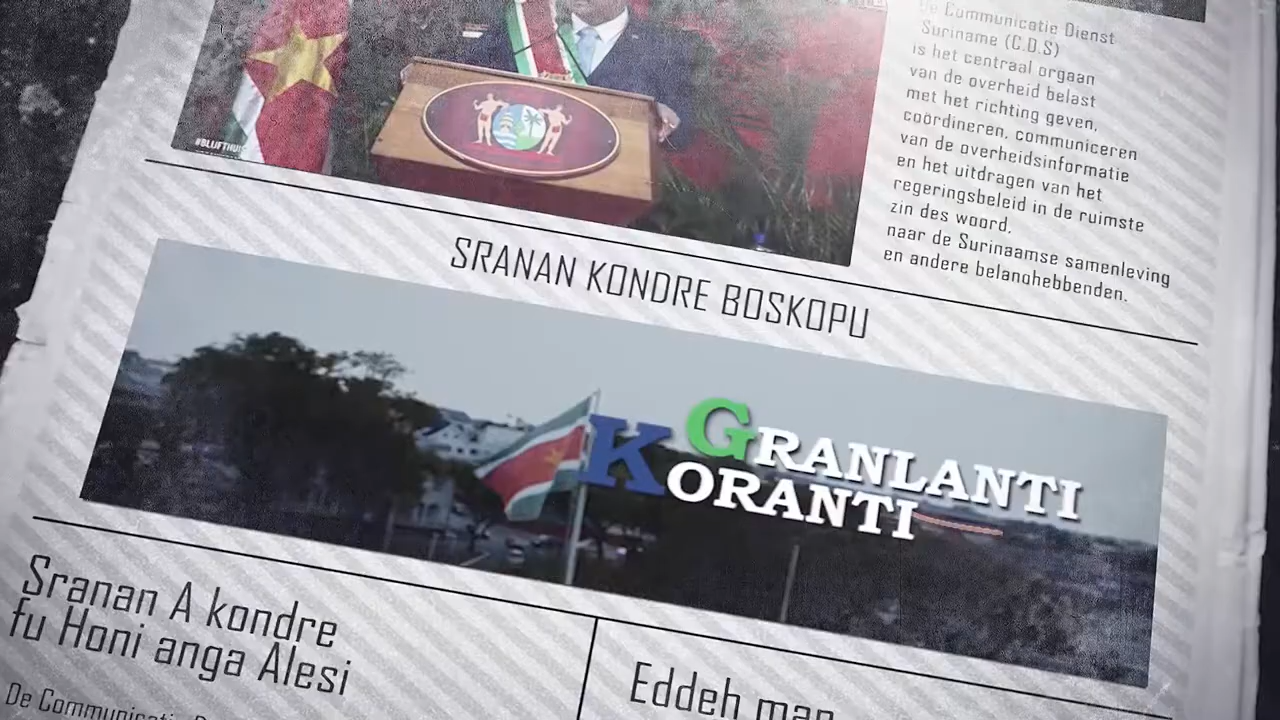 De Communicatie Dienst
Suriname (C.D.S)
is het centraal orgaan
van de overheid belast
met het richting geven,
coördineren, communiceren
van de overheidsinformatie
en het uitdragen van het
regeringsbeleid in de ruimste
zin des woord.
naar de Surinaamse samenleving
en andere belanghebbenden.
SRANAN KONDRE BOSKOPU
GRANLANTI
KORANTI
Sranan A kondre
fu Honi anga Alesi
Eddeh man
De